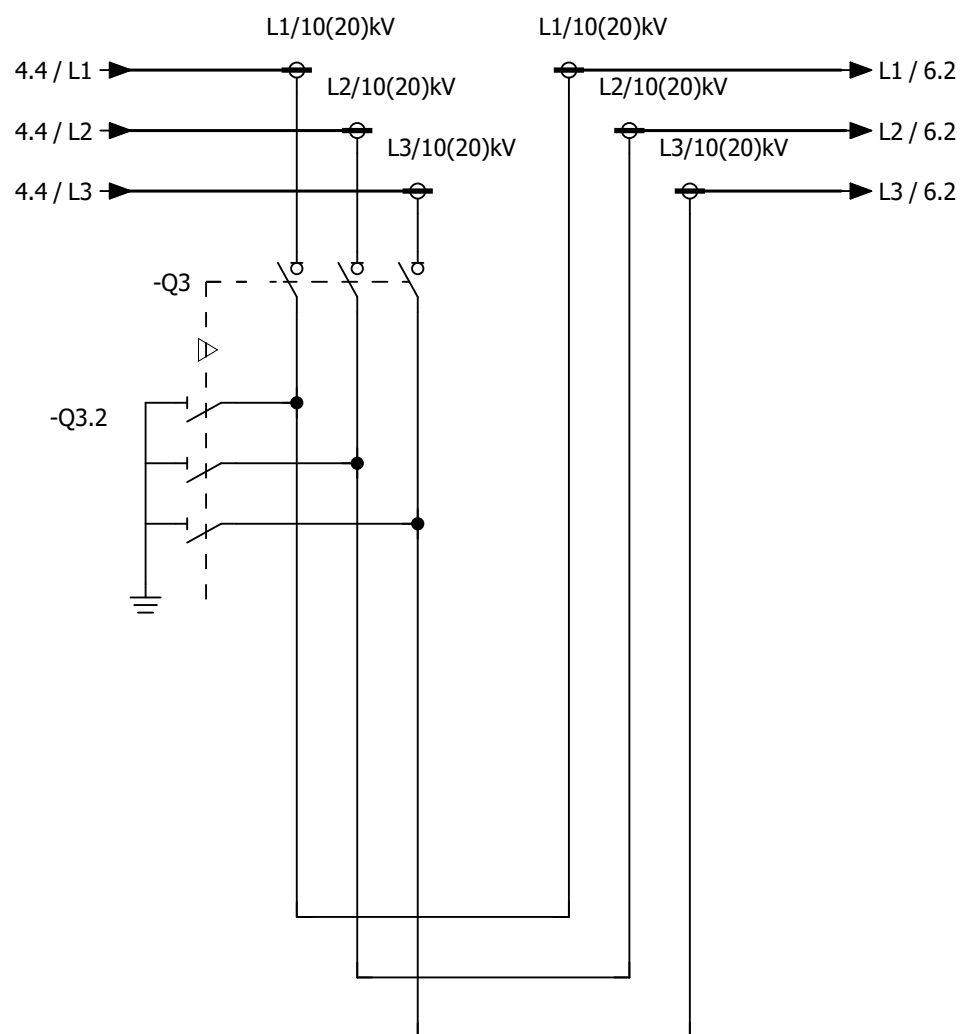 L1/10(20)kV
L1/10(20)kV
4.4 / L1
L1 / 6.2
L2/10(20)kV
L2/10(20)kV
4.4 / L2
L2 / 6.2
L3/10(20)kV
L3/10(20)kV
4.4 / L3
L3 / 6.2
-Q3
-Q3.2